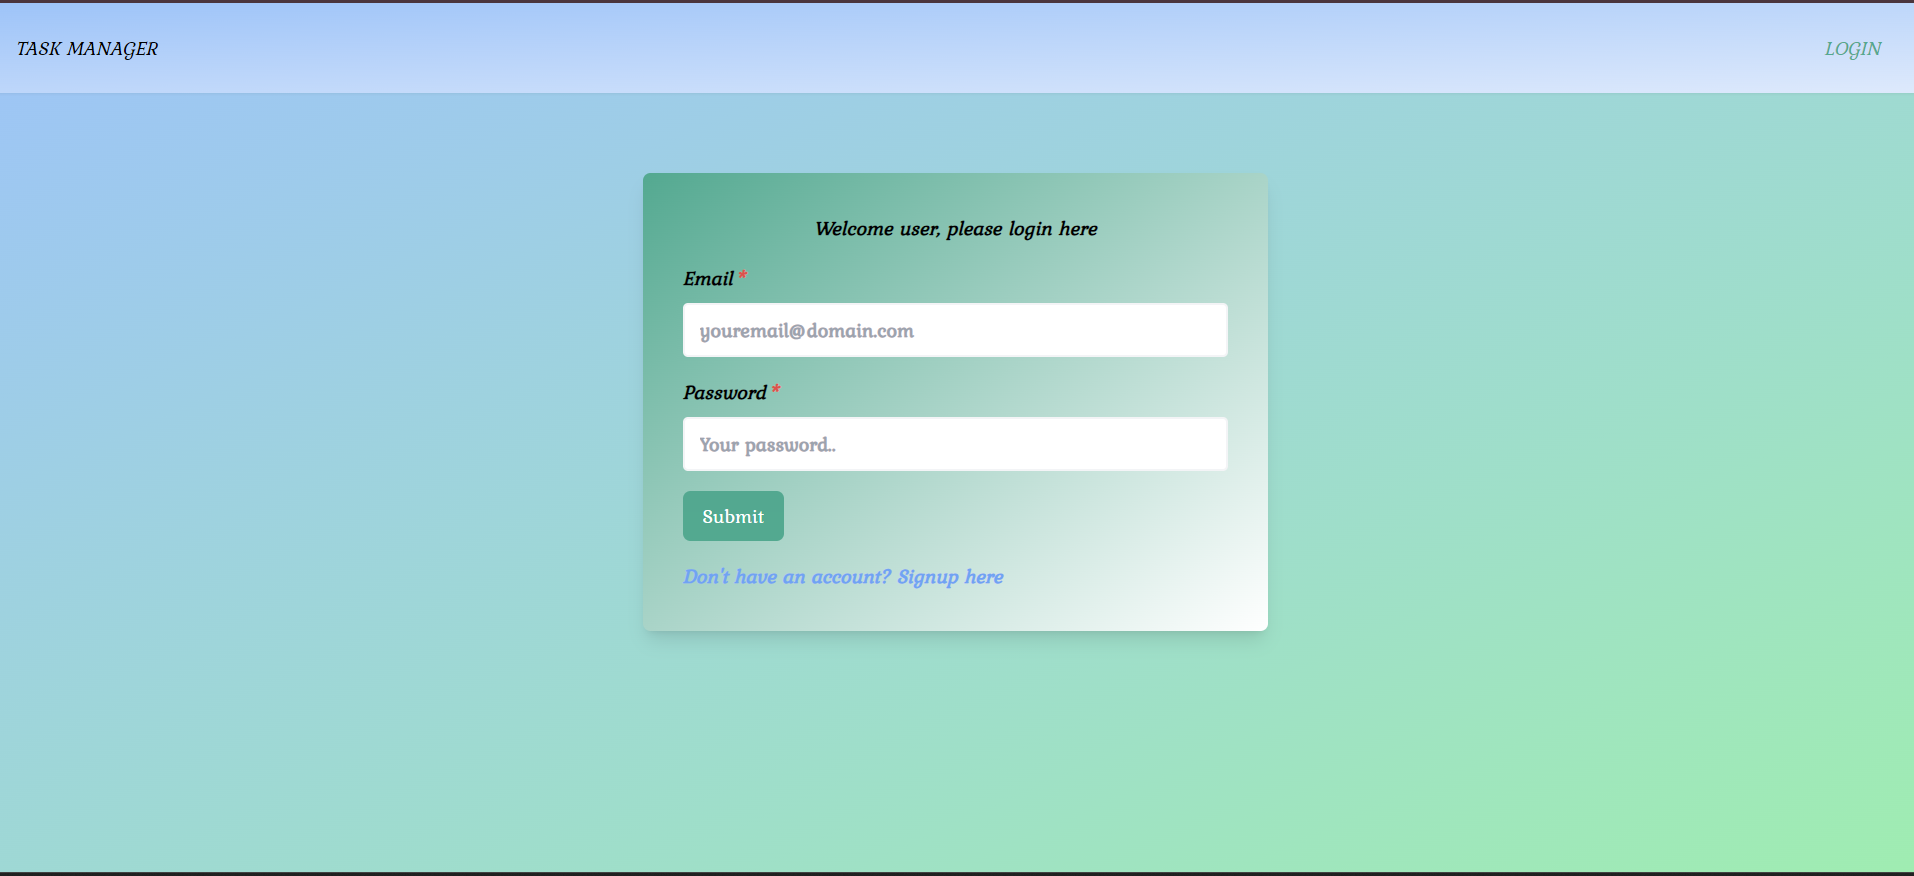 TASK MANAGER
LOGIN
Welcome user, please login here
Email *
youremail@domain.com
Password *
Your password..
Submit
Don't have an account? Signup here